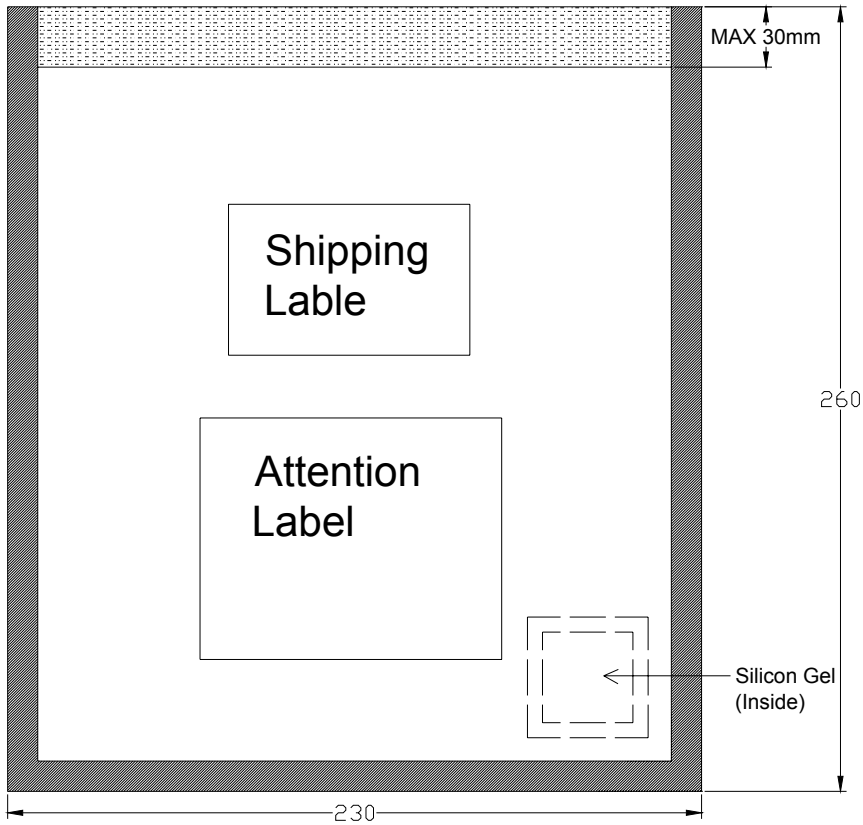 MAX 30mm
Shipping
Lable
260
Attention
Label
Silicon Gel
(Inside)
230